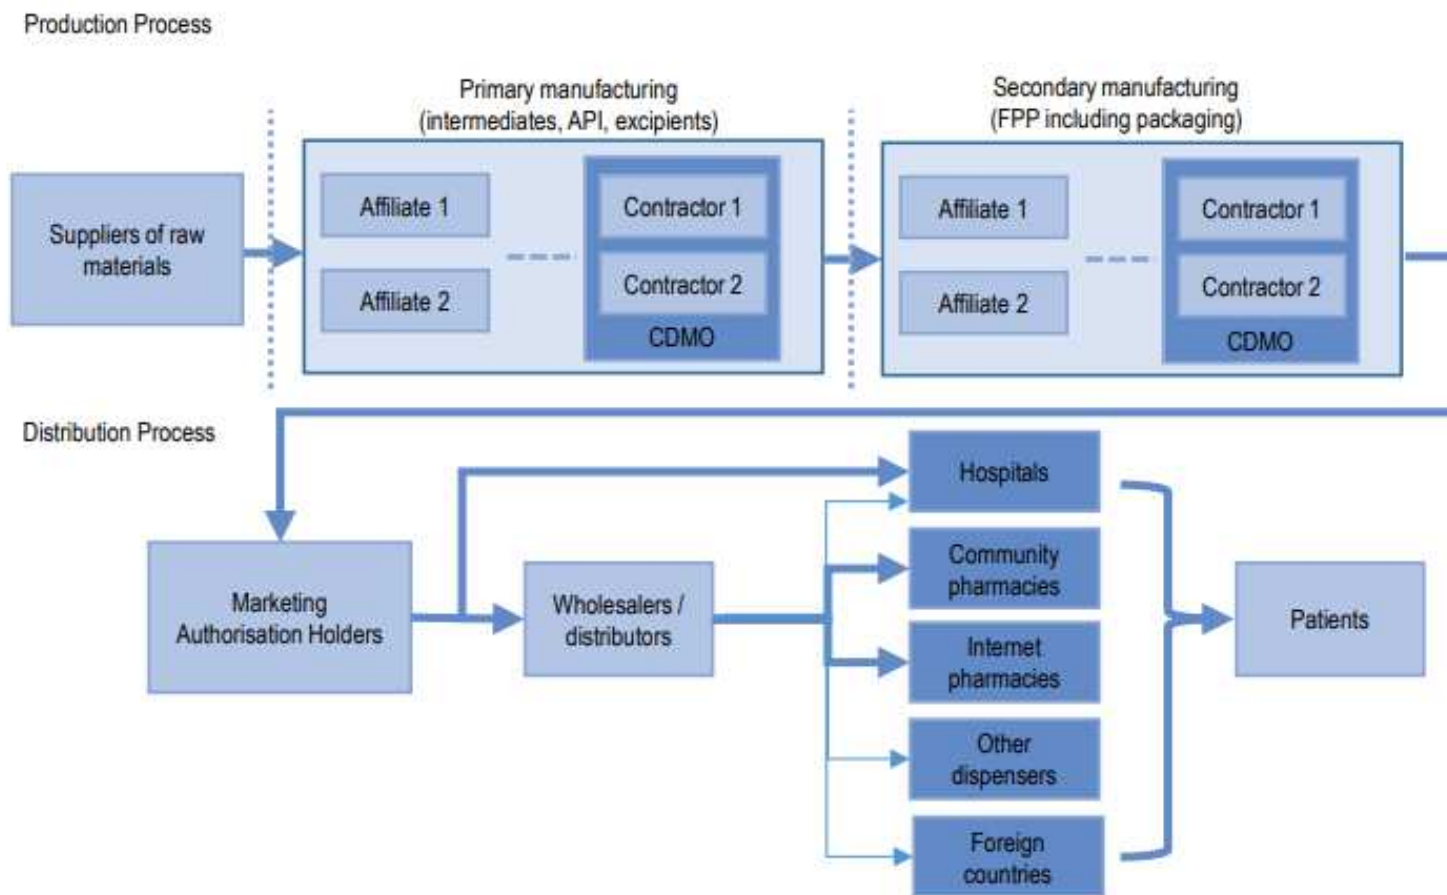 Production Process
Primary manufacturing
(intermediates, API, excipients)
Secondary manufacturing
(FPP including packaging)
Suppliers of raw
materials
Affiliate 1
Affiliate 2
Contractor 1
Contractor 2
CDMO
Affiliate 1
Affiliate 2
Contractor 1
Contractor 2
CDMO
Distribution Process
Marketing
Authorisation Holders
Wholesalers /
distributors
Hospitals
Community
pharmacies
Internet
pharmacies
Other
dispensers
Foreign
countries
Patients